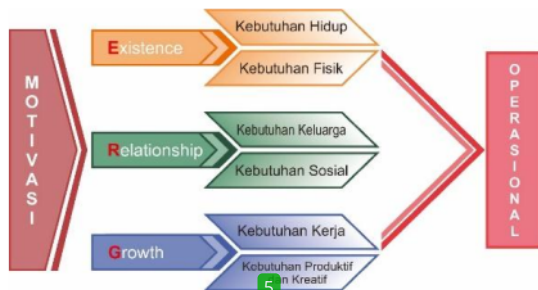 MOTIVASI
Existence
Kebutuhan Hidup
Kebutuhan Fisik
Relationship
Kebutuhan Keluarga
Kebutuhan Sosial
Growth
Kebutuhan Kerja
Kebutuhan Produktif
dan Kreatif
5
OPERASIONAL